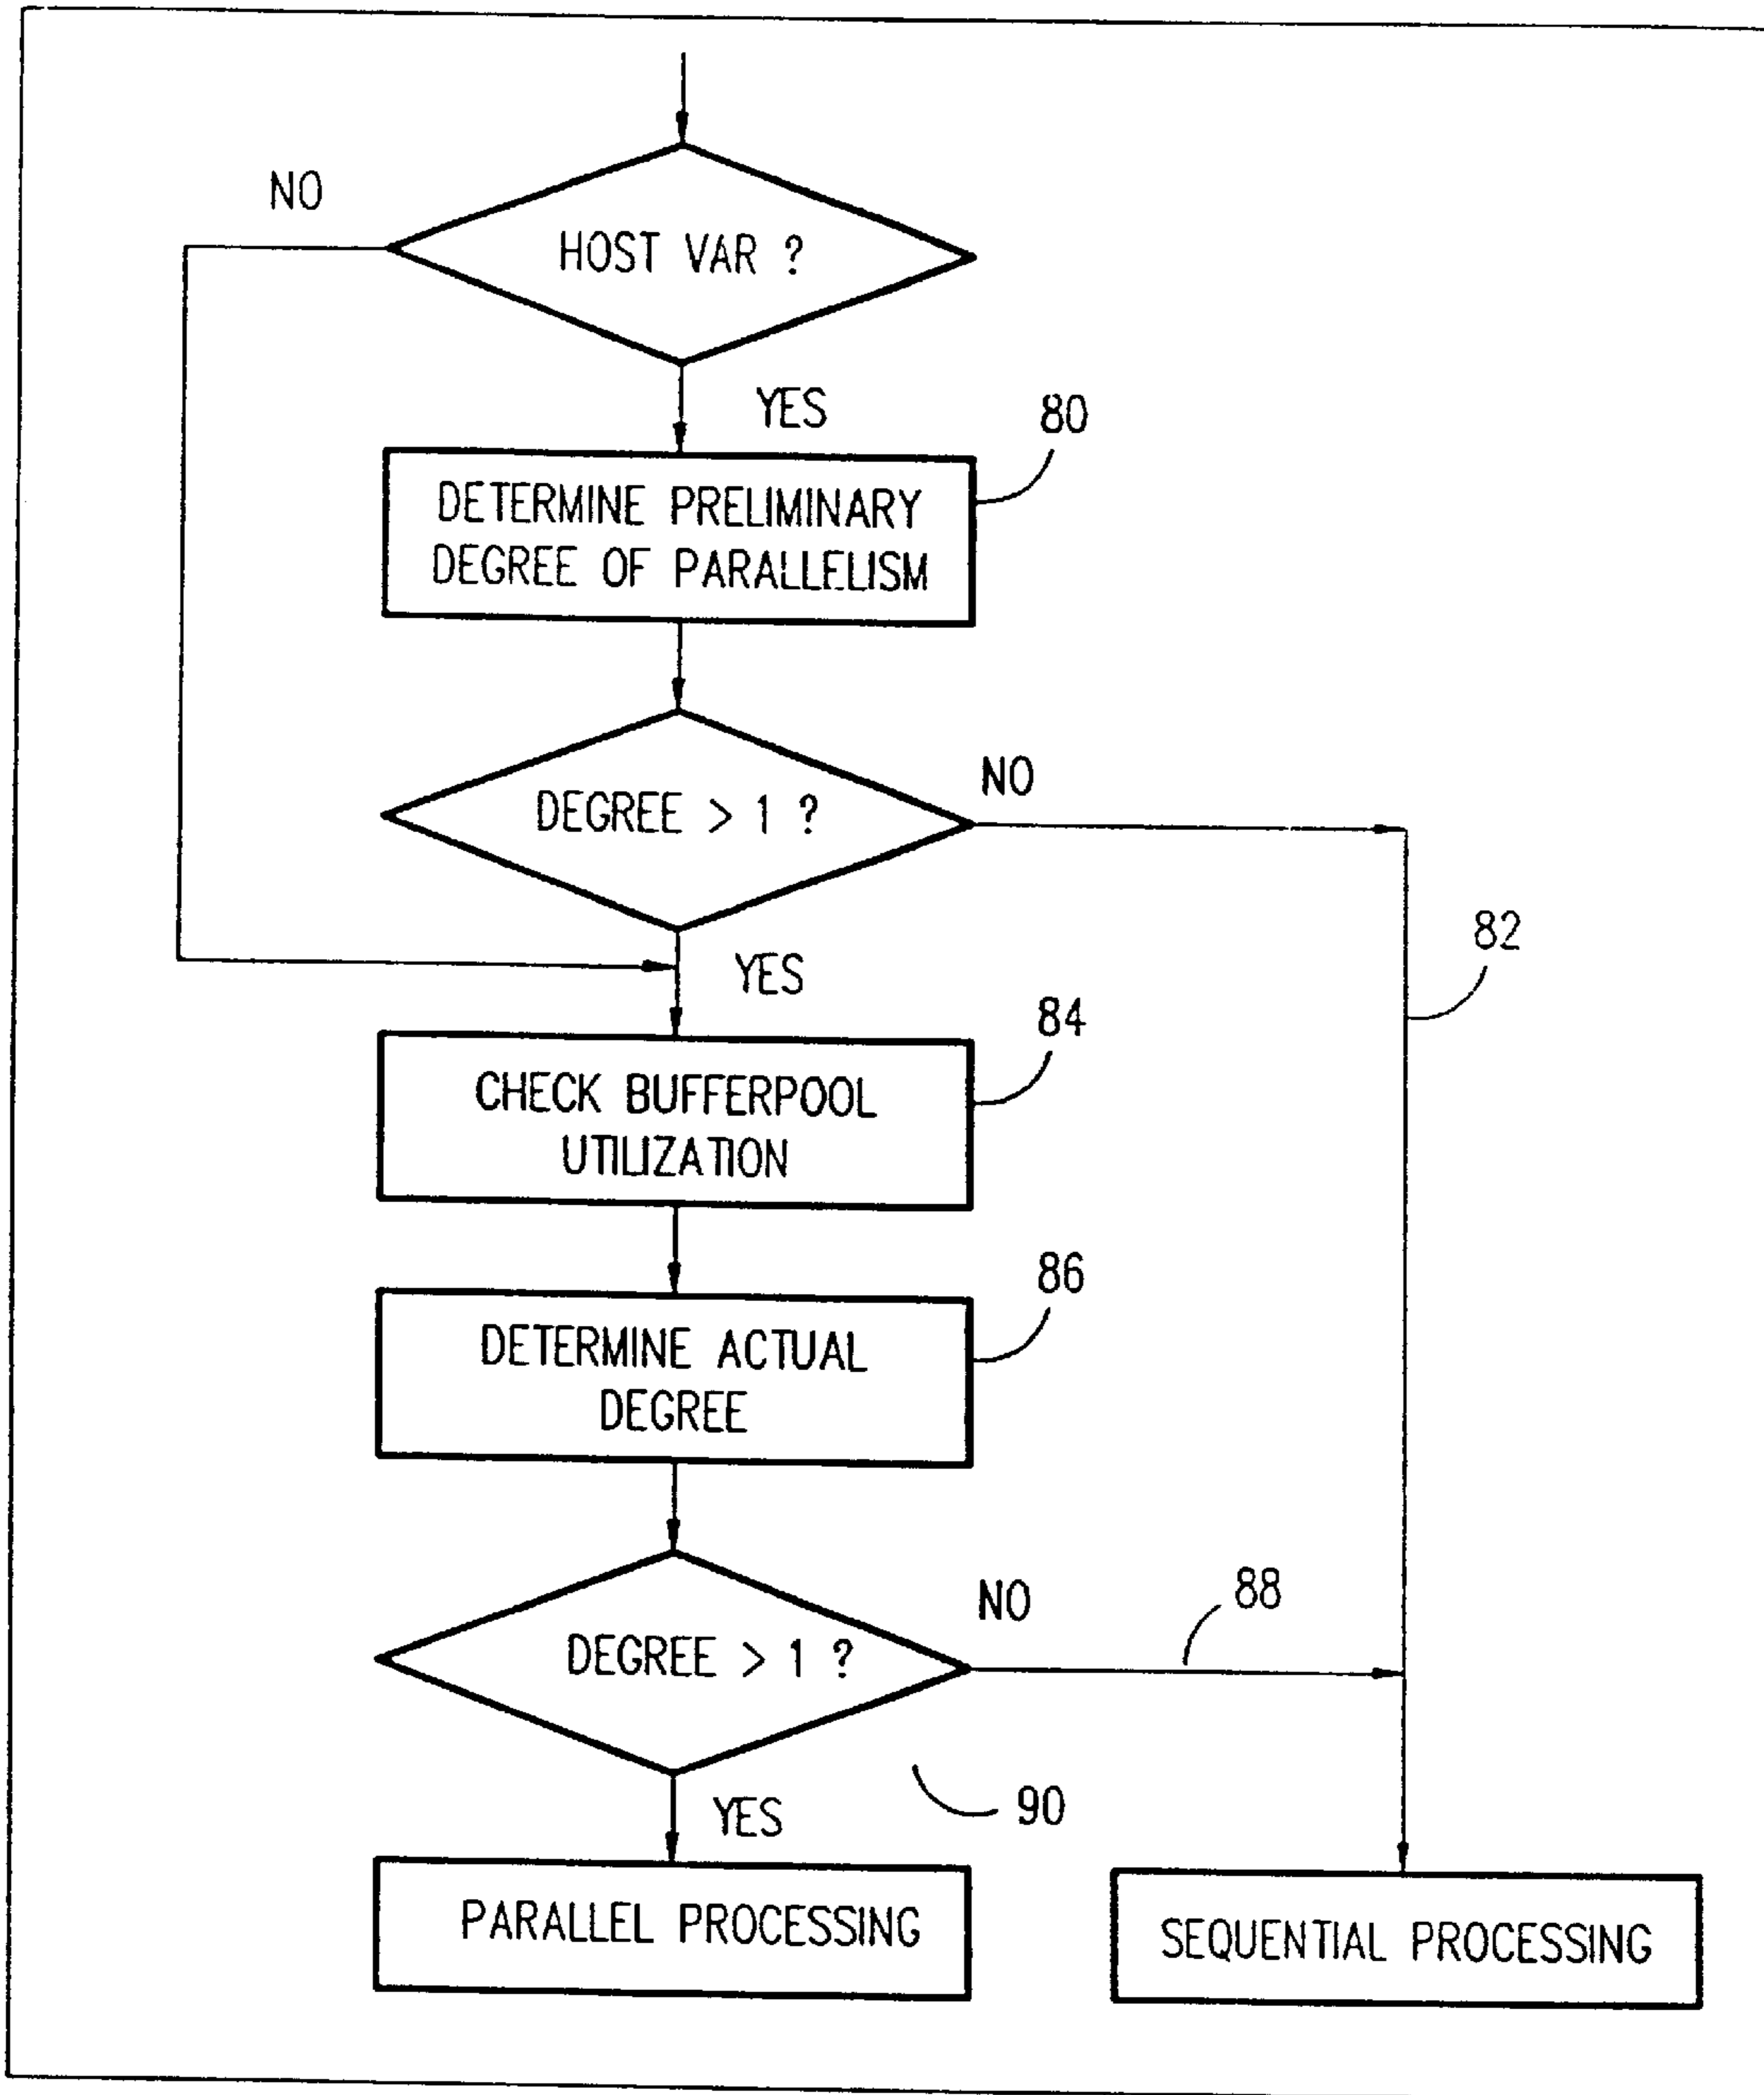 NO
HOST VAR ?
YES
80
DETERMINE PRELIMINARY
DEGREE OF PARALLELISM
NO
DEGREE > 1 ?
82
YES
84
CHECK BUFFERPOOL
UTILIZATION
86
DETERMINE ACTUAL
DEGREE
NO
88
DEGREE > 1 ?
90
YES
PARALLEL PROCESSING
SEQUENTIAL PROCESSING